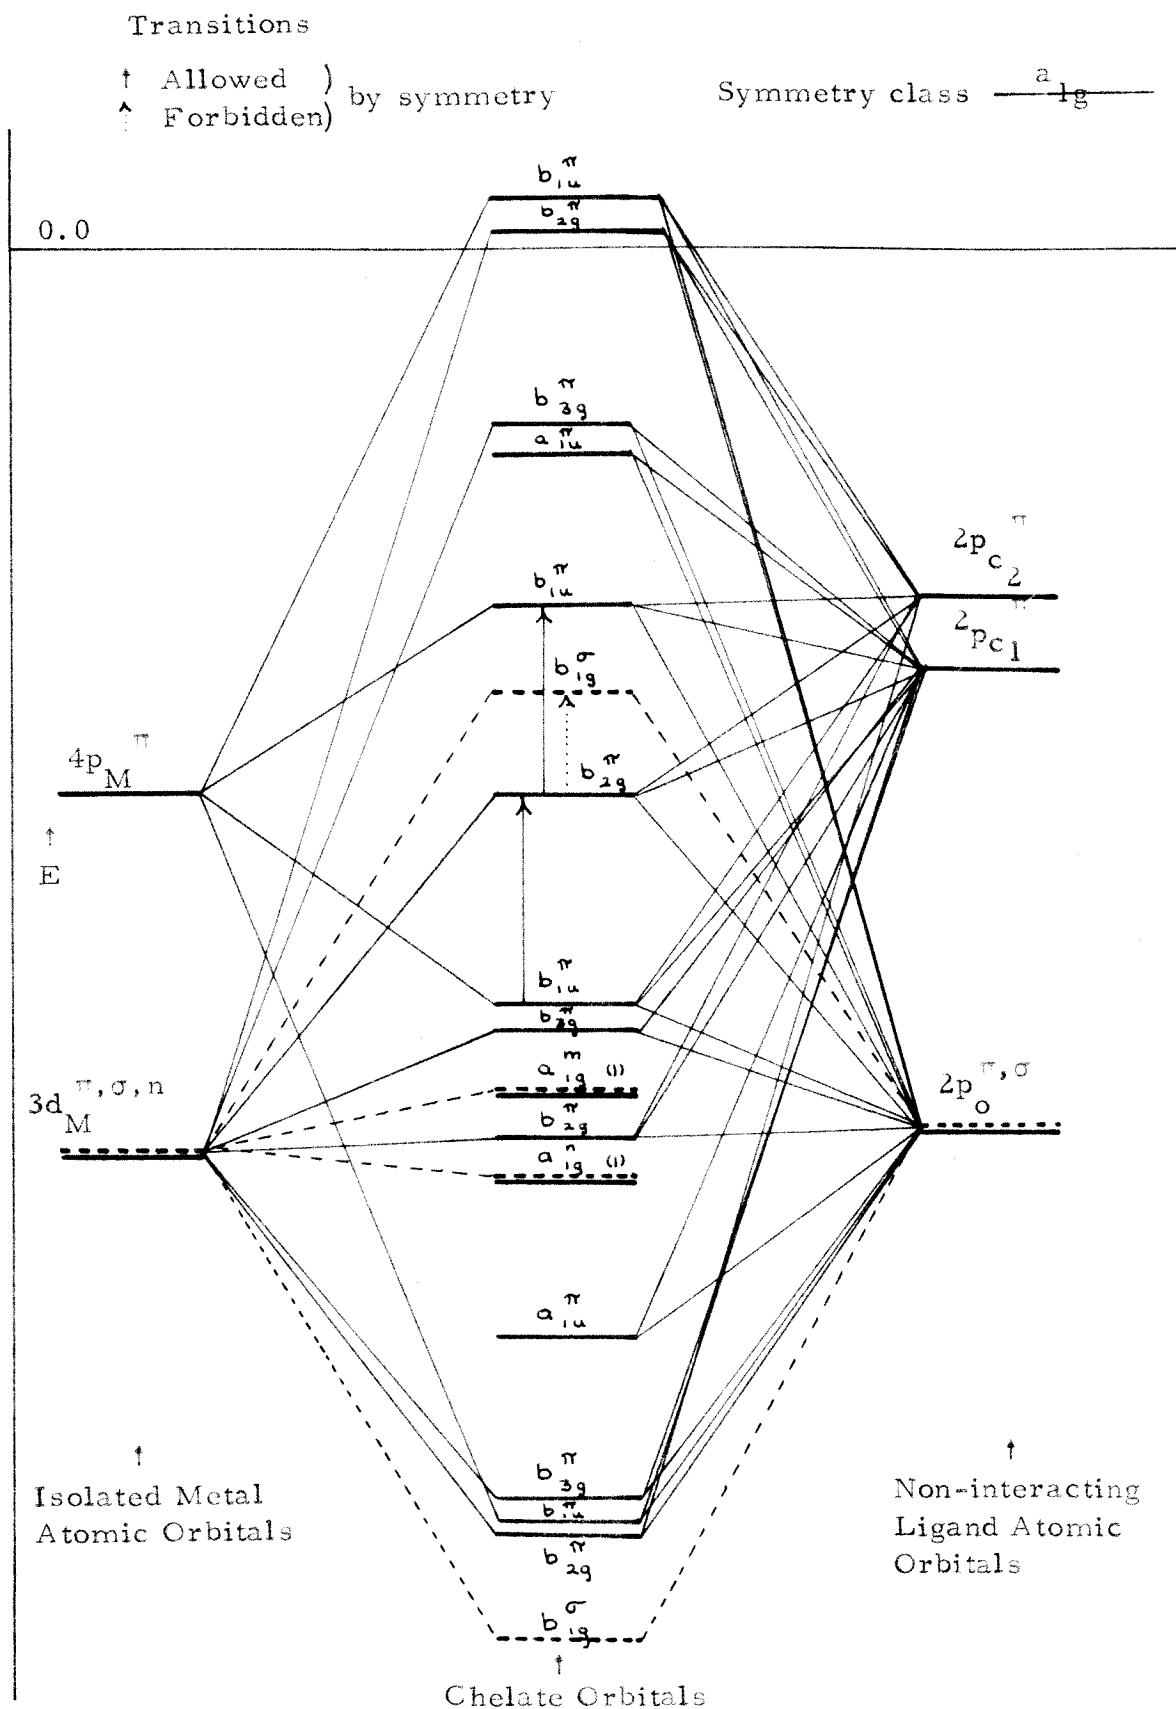 Transitions
↑ Allowed )
⇡ Forbidden) by symmetry
Symmetry class a1g
0.0
b1u^π
b2g^π
b3g^π
a1u^π
2pc2^π
b1u^π
2pc1^π
b1g^σ
4pM^π
b2g^π
↑
E
b1u^π
b3g^π
a1g^m (1)
3dM^π,σ,n
2po^π,σ
b2g^π
a1g^n (1)
a1u^π
b3g^π
↑
Isolated Metal
Atomic Orbitals
↑
Non-interacting
Ligand Atomic
Orbitals
b1u^π
b2g^π
b1g^σ
↑
Chelate Orbitals